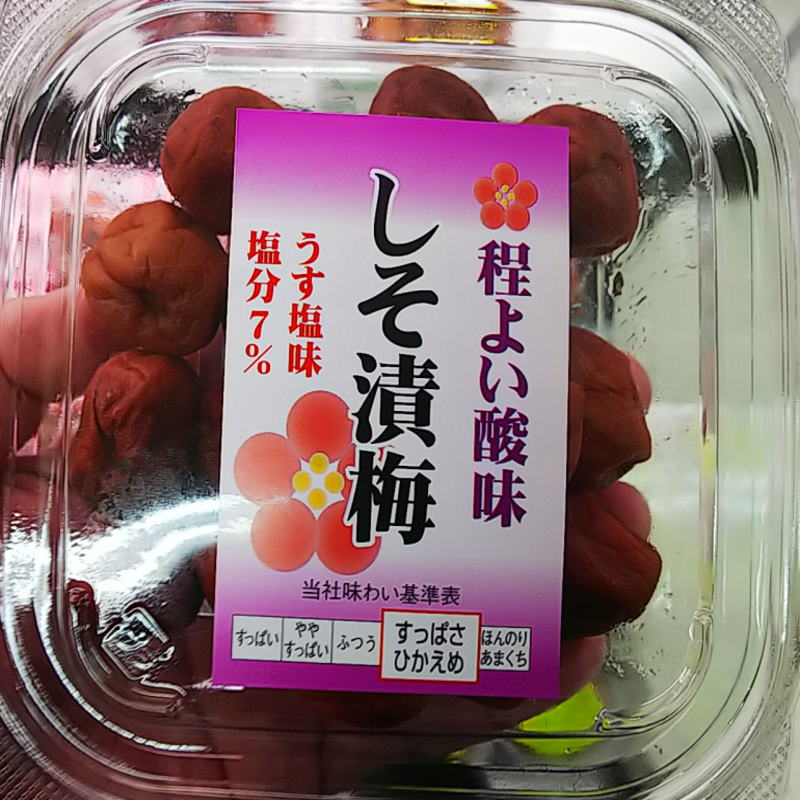 程よい酸味
しそ漬梅
うす塩味
塩分7%
当社味わい基準表
すっぱい
やや
すっぱい
ふつう
すっぱさ
ひかえめ
ほんのり
あまくち